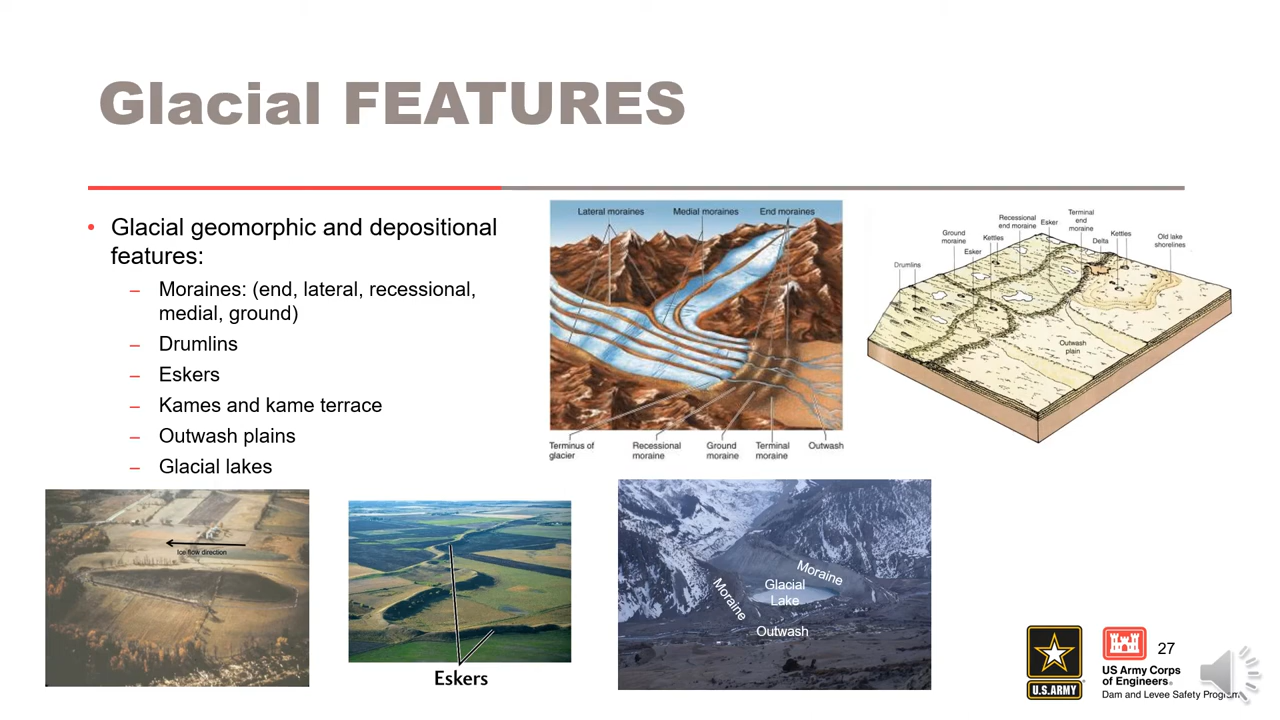 Glacial FEATURES
• Glacial geomorphic and depositional
features:
– Moraines: (end, lateral, recessional,
medial, ground)
– Drumlins
– Eskers
– Kames and kame terrace
– Outwash plains
– Glacial lakes
Lateral moraines
Medial moraines
End moraines
Terminus of
glacier
Recessional
moraine
Ground
moraine
Terminal
moraine
Outwash
Drumlins
Ground
moraine
Esker
Kettles
Recessional
end moraine
Esker
Terminal
end
moraine
Delta
Kettles
Old lake
shorelines
Outwash
plain
Ice flow direction
Eskers
Moraine
Glacial
Lake
Moraine
Outwash
U.S.ARMY
US Army Corps
of Engineers®
Dam and Levee Safety Program
27